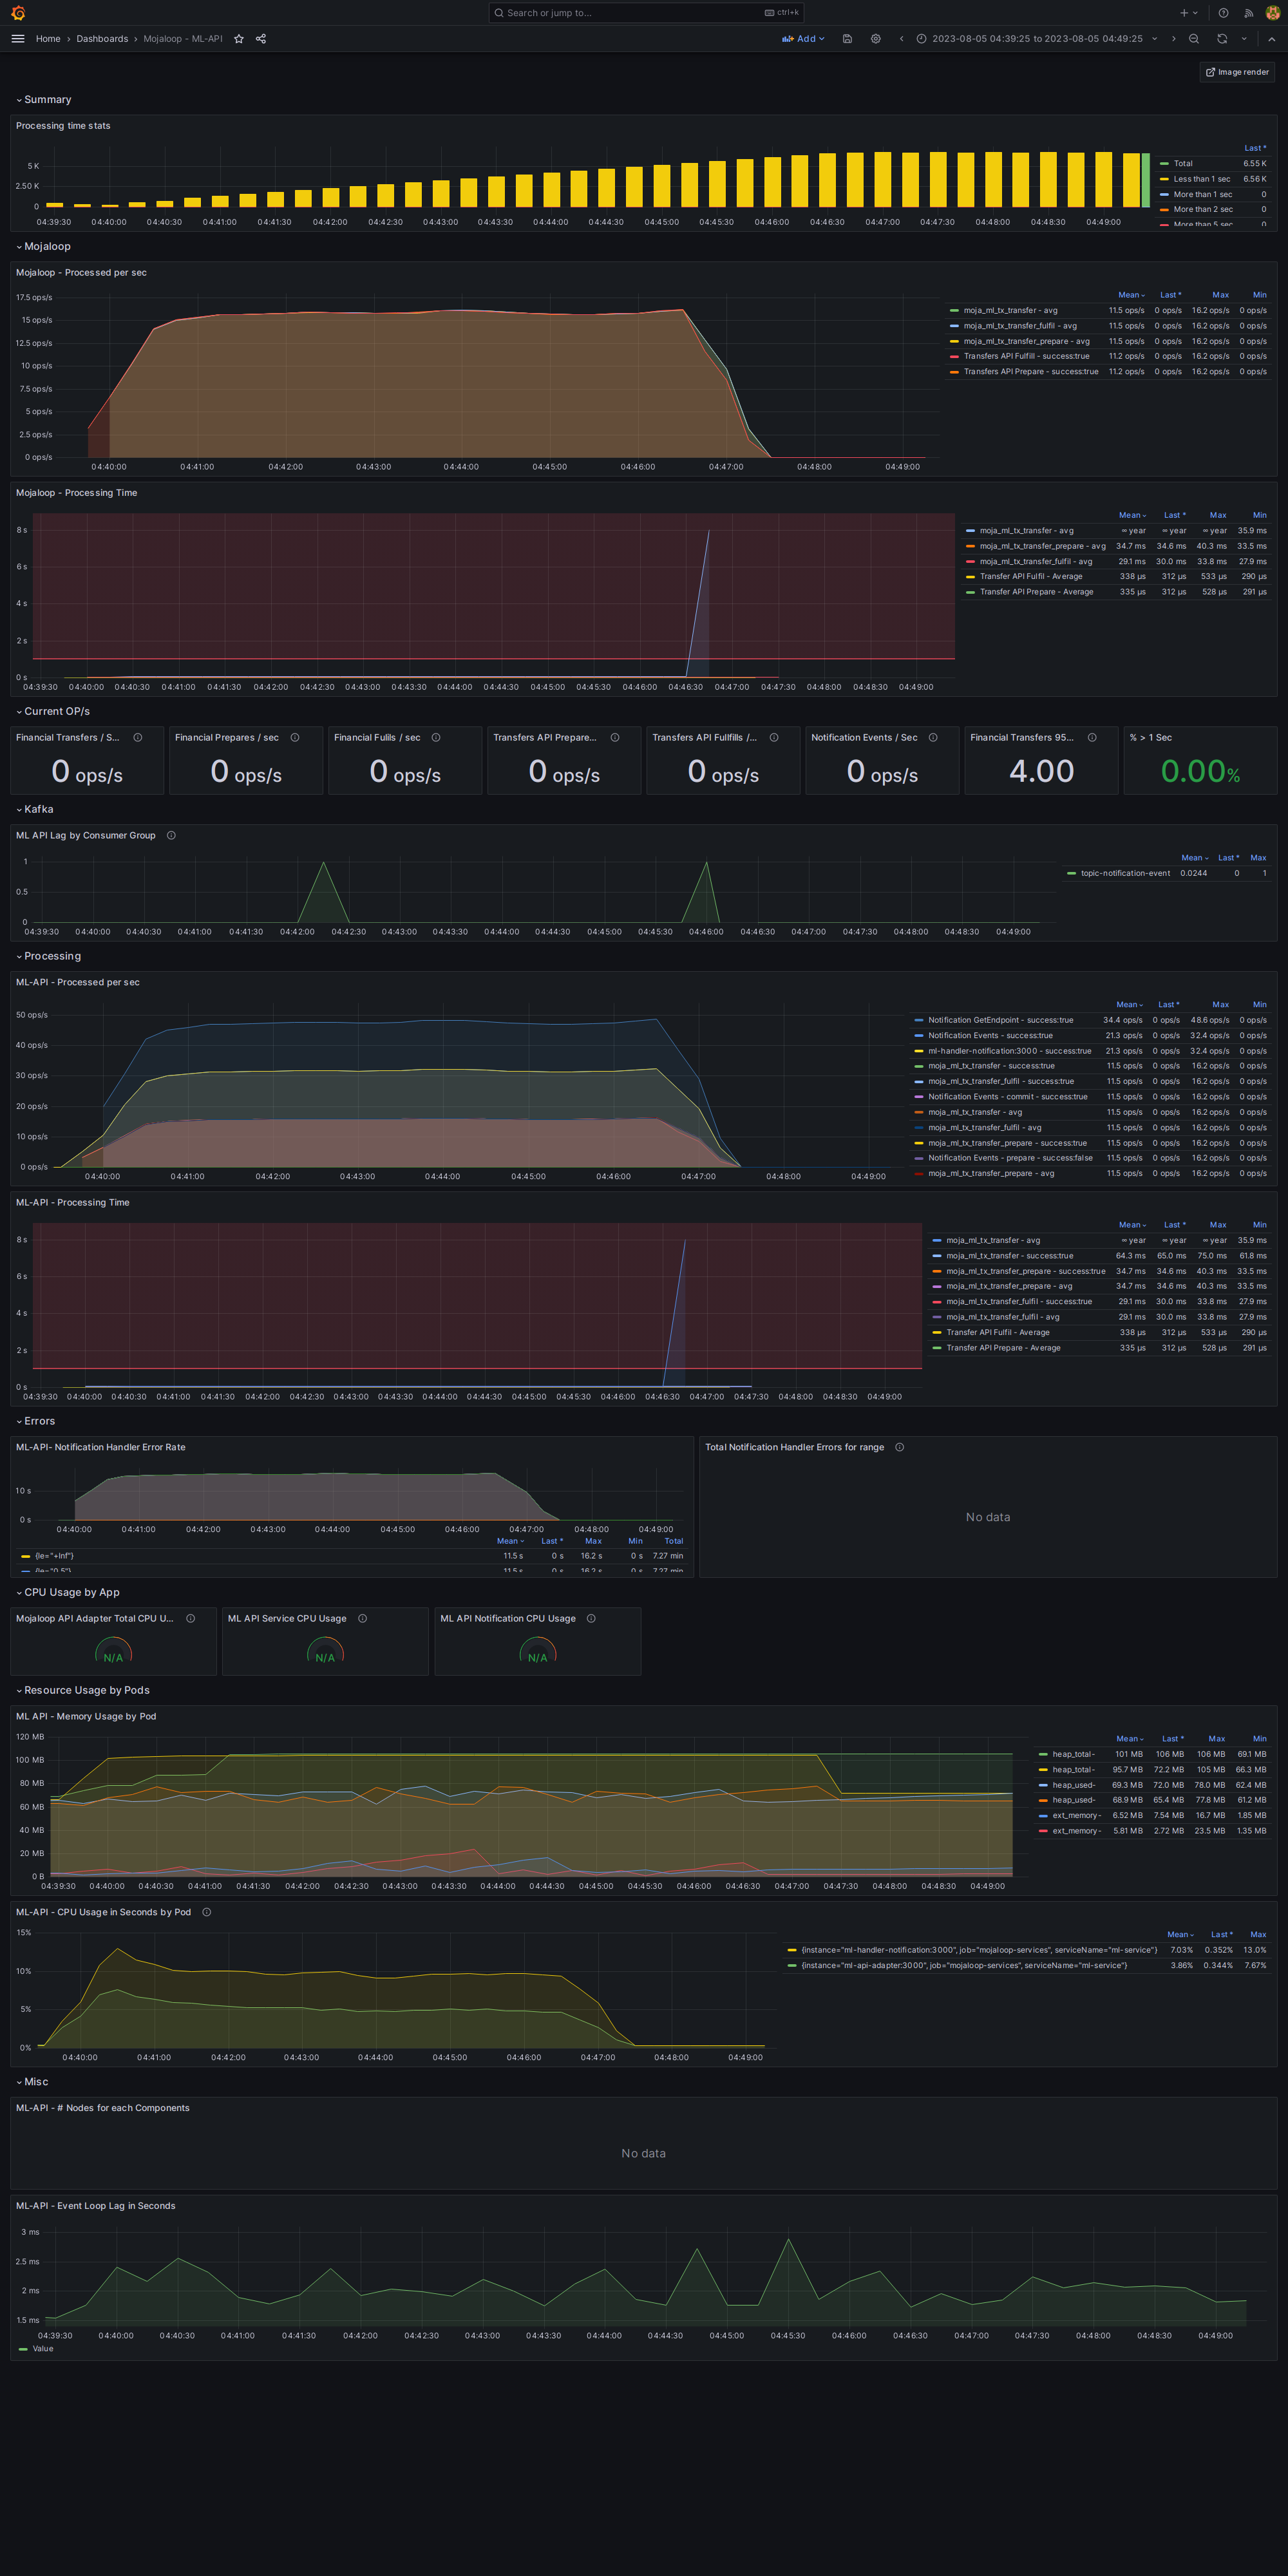 Search or jump to...
ctrl+k
Home › Dashboards › Mojaloop - ML-API
Add
2023-08-05 04:39:25 to 2023-08-05 04:49:25
Image render
Summary
Processing time stats
5 K
2.50 K
0
04:39:30 04:40:00 04:40:30 04:41:00 04:41:30 04:42:00 04:42:30 04:43:00 04:43:30 04:44:00 04:44:30 04:45:00 04:45:30 04:46:00 04:46:30 04:47:00 04:47:30 04:48:00 04:48:30 04:49:00
Last *
Total 6.55 K
Less than 1 sec 6.56 K
More than 1 sec 0
More than 2 sec 0
More than 5 sec 0
Mojaloop
Mojaloop - Processed per sec
17.5 ops/s
15 ops/s
12.5 ops/s
10 ops/s
7.5 ops/s
5 ops/s
2.5 ops/s
0 ops/s
04:40:00 04:41:00 04:42:00 04:43:00 04:44:00 04:45:00 04:46:00 04:47:00 04:48:00 04:49:00
Mean Last * Max Min
moja_ml_tx_transfer - avg 11.5 ops/s 0 ops/s 16.2 ops/s 0 ops/s
moja_ml_tx_transfer_fulfil - avg 11.5 ops/s 0 ops/s 16.2 ops/s 0 ops/s
moja_ml_tx_transfer_prepare - avg 11.5 ops/s 0 ops/s 16.2 ops/s 0 ops/s
Transfers API Fulfill - success:true 11.2 ops/s 0 ops/s 16.2 ops/s 0 ops/s
Transfers API Prepare - success:true 11.2 ops/s 0 ops/s 16.2 ops/s 0 ops/s
Mojaloop - Processing Time
8 s
6 s
4 s
2 s
0 s
04:39:30 04:40:00 04:40:30 04:41:00 04:41:30 04:42:00 04:42:30 04:43:00 04:43:30 04:44:00 04:44:30 04:45:00 04:45:30 04:46:00 04:46:30 04:47:00 04:47:30 04:48:00 04:48:30 04:49:00
Mean Last * Max Min
moja_ml_tx_transfer - avg ∞ year ∞ year ∞ year 35.9 ms
moja_ml_tx_transfer_prepare - avg 34.7 ms 34.6 ms 40.3 ms 33.5 ms
moja_ml_tx_transfer_fulfil - avg 29.1 ms 30.0 ms 33.8 ms 27.9 ms
Transfer API Fulfil - Average 338 µs 312 µs 533 µs 290 µs
Transfer API Prepare - Average 335 µs 312 µs 528 µs 291 µs
Current OP/s
Financial Transfers / S...
0 ops/s
Financial Prepares / sec
0 ops/s
Financial Fulils / sec
0 ops/s
Transfers API Prepare...
0 ops/s
Transfers API Fullfills /...
0 ops/s
Notification Events / Sec
0 ops/s
Financial Transfers 95...
4.00
% > 1 Sec
0.00%
Kafka
ML API Lag by Consumer Group
1
0.5
0
04:39:30 04:40:00 04:40:30 04:41:00 04:41:30 04:42:00 04:42:30 04:43:00 04:43:30 04:44:00 04:44:30 04:45:00 04:45:30 04:46:00 04:46:30 04:47:00 04:47:30 04:48:00 04:48:30 04:49:00
Mean Last * Max
topic-notification-event 0.0244 0 1
Processing
ML-API - Processed per sec
50 ops/s
40 ops/s
30 ops/s
20 ops/s
10 ops/s
0 ops/s
04:40:00 04:41:00 04:42:00 04:43:00 04:44:00 04:45:00 04:46:00 04:47:00 04:48:00 04:49:00
Mean Last * Max Min
Notification GetEndpoint - success:true 34.4 ops/s 0 ops/s 48.6 ops/s 0 ops/s
Notification Events - success:true 21.3 ops/s 0 ops/s 32.4 ops/s 0 ops/s
ml-handler-notification:3000 - success:true 21.3 ops/s 0 ops/s 32.4 ops/s 0 ops/s
moja_ml_tx_transfer - success:true 11.5 ops/s 0 ops/s 16.2 ops/s 0 ops/s
moja_ml_tx_transfer_fulfil - success:true 11.5 ops/s 0 ops/s 16.2 ops/s 0 ops/s
Notification Events - commit - success:true 11.5 ops/s 0 ops/s 16.2 ops/s 0 ops/s
moja_ml_tx_transfer - avg 11.5 ops/s 0 ops/s 16.2 ops/s 0 ops/s
moja_ml_tx_transfer_fulfil - avg 11.5 ops/s 0 ops/s 16.2 ops/s 0 ops/s
moja_ml_tx_transfer_prepare - success:true 11.5 ops/s 0 ops/s 16.2 ops/s 0 ops/s
Notification Events - prepare - success:false 11.5 ops/s 0 ops/s 16.2 ops/s 0 ops/s
moja_ml_tx_transfer_prepare - avg 11.5 ops/s 0 ops/s 16.2 ops/s 0 ops/s
ML-API - Processing Time
8 s
6 s
4 s
2 s
0 s
04:39:30 04:40:00 04:40:30 04:41:00 04:41:30 04:42:00 04:42:30 04:43:00 04:43:30 04:44:00 04:44:30 04:45:00 04:45:30 04:46:00 04:46:30 04:47:00 04:47:30 04:48:00 04:48:30 04:49:00
Mean Last * Max Min
moja_ml_tx_transfer - avg ∞ year ∞ year ∞ year 35.9 ms
moja_ml_tx_transfer - success:true 64.3 ms 65.0 ms 75.0 ms 61.8 ms
moja_ml_tx_transfer_prepare - success:true 34.7 ms 34.6 ms 40.3 ms 33.5 ms
moja_ml_tx_transfer_prepare - avg 34.7 ms 34.6 ms 40.3 ms 33.5 ms
moja_ml_tx_transfer_fulfil - success:true 29.1 ms 30.0 ms 33.8 ms 27.9 ms
moja_ml_tx_transfer_fulfil - avg 29.1 ms 30.0 ms 33.8 ms 27.9 ms
Transfer API Fulfil - Average 338 µs 312 µs 533 µs 290 µs
Transfer API Prepare - Average 335 µs 312 µs 528 µs 291 µs
Errors
ML-API- Notification Handler Error Rate
10 s
0 s
04:40:00 04:41:00 04:42:00 04:43:00 04:44:00 04:45:00 04:46:00 04:47:00 04:48:00 04:49:00
Mean Last * Max Min Total
{le="+Inf"} 11.5 s 0 s 16.2 s 0 s 7.27 min
{le="0.5"} 11.5 s 0 s 16.2 s 0 s 7.27 min
Total Notification Handler Errors for range
No data
CPU Usage by App
Mojaloop API Adapter Total CPU U...
N/A
ML API Service CPU Usage
N/A
ML API Notification CPU Usage
N/A
Resource Usage by Pods
ML API - Memory Usage by Pod
120 MB
100 MB
80 MB
60 MB
40 MB
20 MB
0 B
04:39:30 04:40:00 04:40:30 04:41:00 04:41:30 04:42:00 04:42:30 04:43:00 04:43:30 04:44:00 04:44:30 04:45:00 04:45:30 04:46:00 04:46:30 04:47:00 04:47:30 04:48:00 04:48:30 04:49:00
Mean Last * Max Min
heap_total- 101 MB 106 MB 106 MB 69.1 MB
heap_total- 95.7 MB 72.2 MB 105 MB 66.3 MB
heap_used- 69.3 MB 72.0 MB 78.0 MB 62.4 MB
heap_used- 68.9 MB 65.4 MB 77.8 MB 61.2 MB
ext_memory- 6.52 MB 7.54 MB 16.7 MB 1.85 MB
ext_memory- 5.81 MB 2.72 MB 23.5 MB 1.35 MB
ML-API - CPU Usage in Seconds by Pod
15%
10%
5%
0%
04:40:00 04:41:00 04:42:00 04:43:00 04:44:00 04:45:00 04:46:00 04:47:00 04:48:00 04:49:00
Mean Last * Max
{instance="ml-handler-notification:3000", job="mojaloop-services", serviceName="ml-service"} 7.03% 0.352% 13.0%
{instance="ml-api-adapter:3000", job="mojaloop-services", serviceName="ml-service"} 3.86% 0.344% 7.67%
Misc
ML-API - # Nodes for each Components
No data
ML-API - Event Loop Lag in Seconds
3 ms
2.5 ms
2 ms
1.5 ms
04:39:30 04:40:00 04:40:30 04:41:00 04:41:30 04:42:00 04:42:30 04:43:00 04:43:30 04:44:00 04:44:30 04:45:00 04:45:30 04:46:00 04:46:30 04:47:00 04:47:30 04:48:00 04:48:30 04:49:00
Value